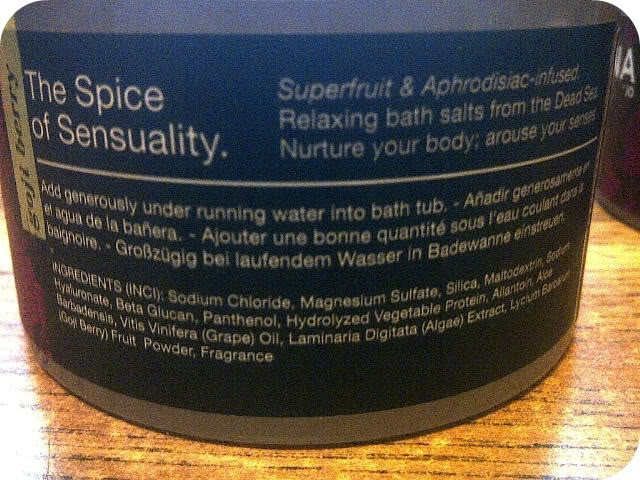 goji berry
The Spice
of Sensuality.
Superfruit & Aphrodisiac-infused.
Relaxing bath salts from the Dead Sea.
Nurture your body; arouse your senses
Add generously under running water into bath tub. - Añadir generosamente en
el agua de la bañera. - Ajouter une bonne quantité sous l'eau coulant dans la
baignoire. - Großzügig bei laufendem Wasser in Badewanne einstreuen.
INGREDIENTS (INCI): Sodium Chloride, Magnesium Sulfate, Silica, Maltodextrin, Sodium
Hyaluronate, Beta Glucan, Panthenol, Hydrolyzed Vegetable Protein, Allantoin, Aloe
Barbadensis, Vitis Vinifera (Grape) Oil, Laminaria Digitata (Algae) Extract, Lycium Barbarum
(Goji Berry) Fruit Powder, Fragrance